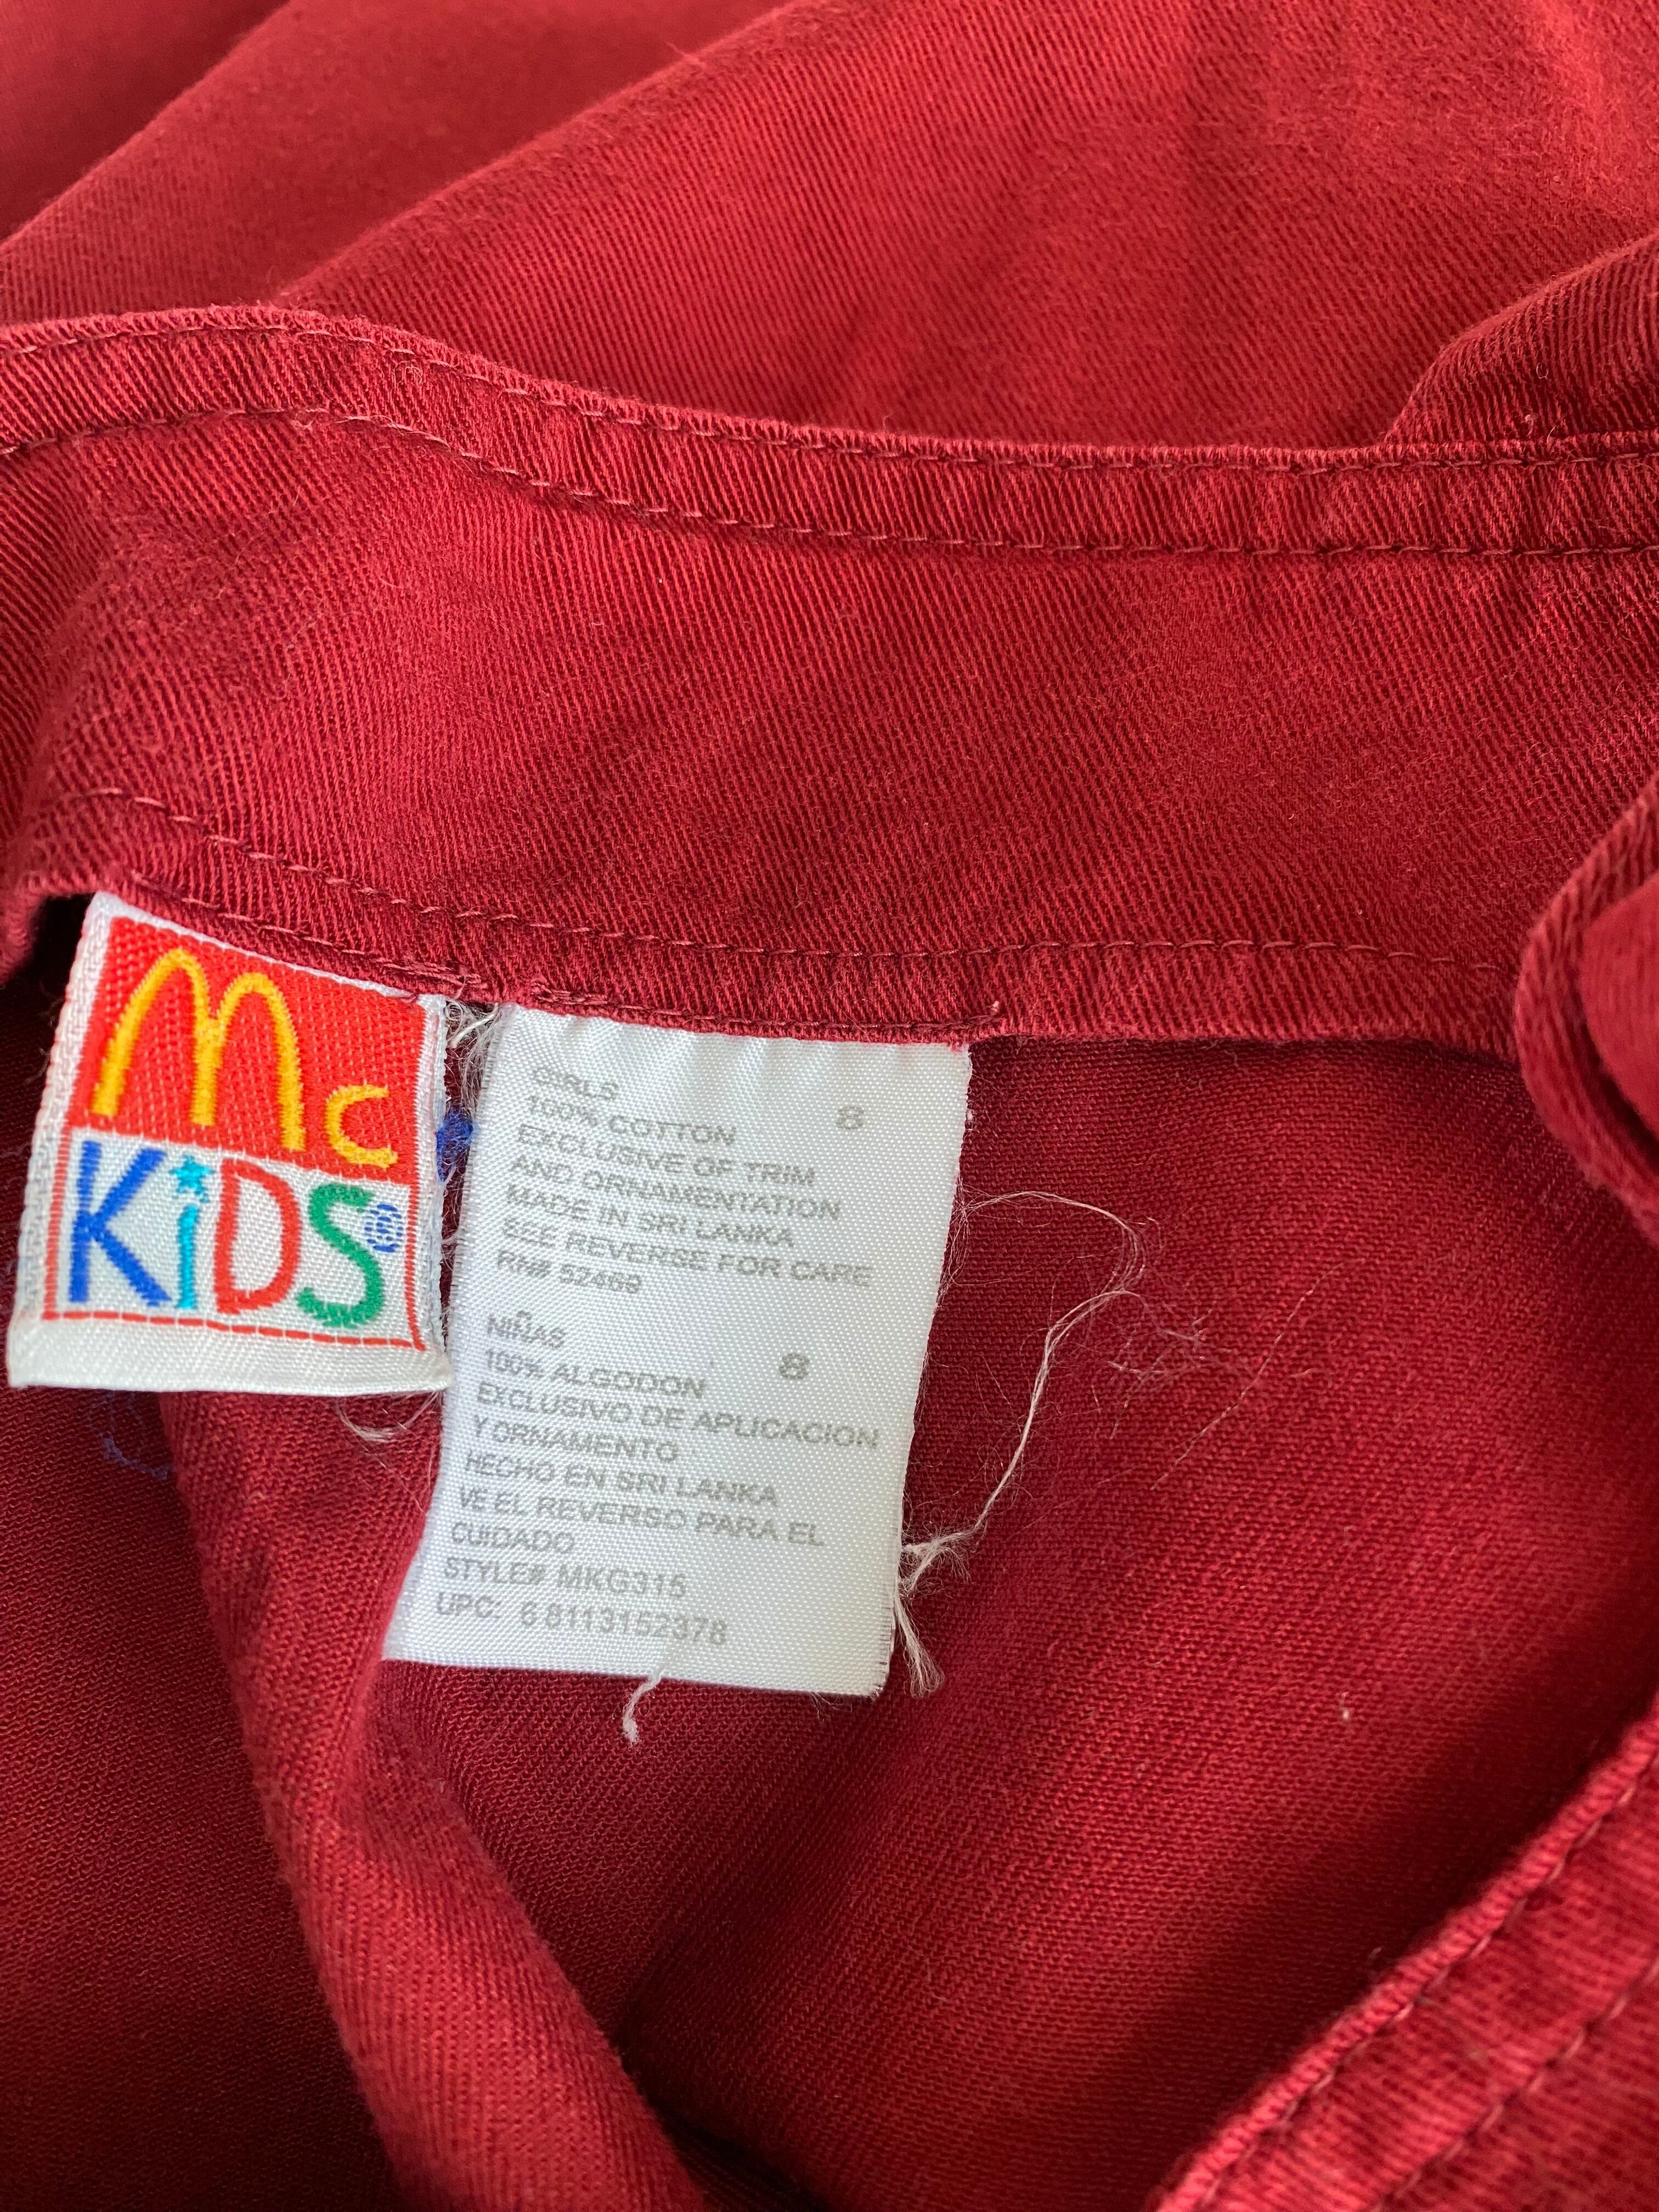 Mc
KiDS®
GIRLS 8
100% COTTON
EXCLUSIVE OF TRIM
AND ORNAMENTATION
MADE IN SRI LANKA
SEE REVERSE FOR CARE
RN# 52469
NIÑAS 8
100% ALGODON
EXCLUSIVO DE APLICACION
Y ORNAMENTO
HECHO EN SRI LANKA
VE EL REVERSO PARA EL
CUIDADO
STYLE# MKG315
UPC: 6 81131 52378